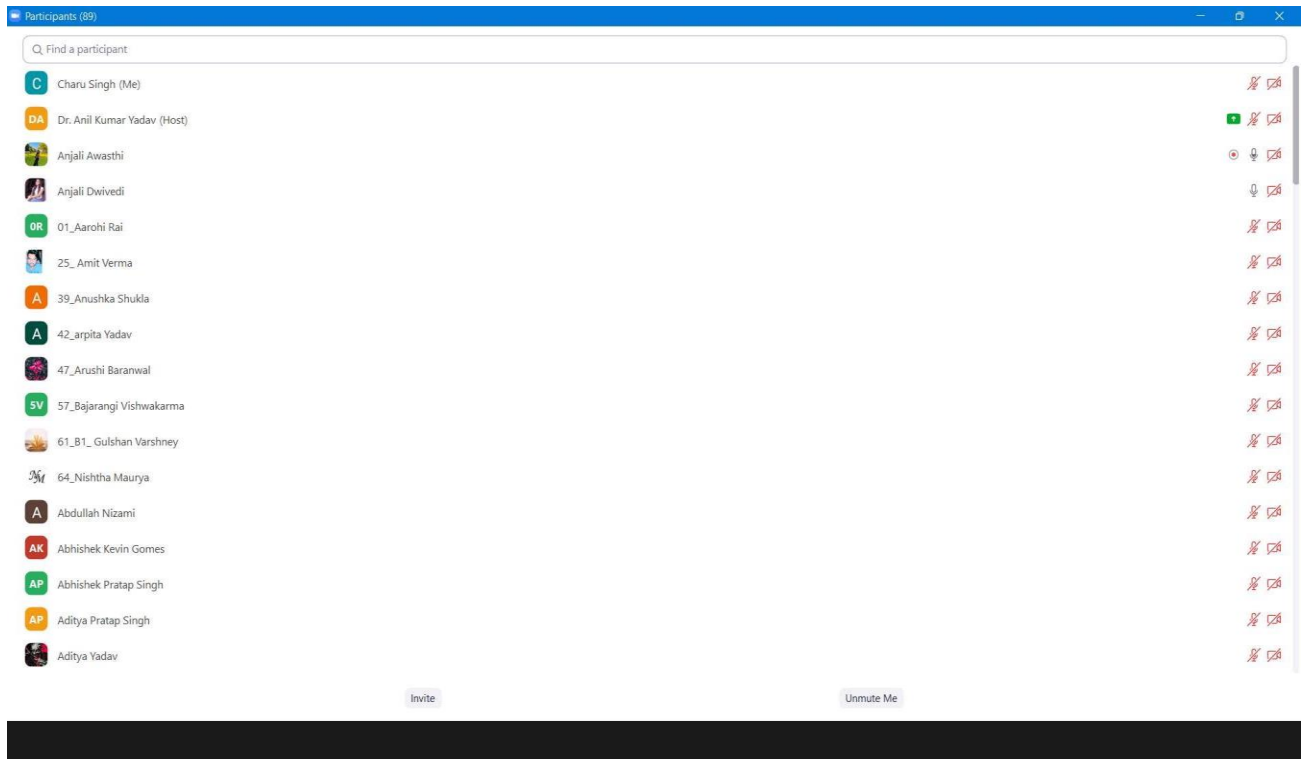 Participants (89)
Find a participant
C Charu Singh (Me)
DA Dr. Anil Kumar Yadav (Host)
Anjali Awasthi
Anjali Dwivedi
0R 01_Aarohi Rai
25_ Amit Verma
A 39_Anushka Shukla
A 42_arpita Yadav
47_Arushi Baranwal
5V 57_Bajarangi Vishwakarma
61_B1_ Gulshan Varshney
NM 64_Nishtha Maurya
A Abdullah Nizami
AK Abhishek Kevin Gomes
AP Abhishek Pratap Singh
AP Aditya Pratap Singh
Aditya Yadav
Invite Unmute Me